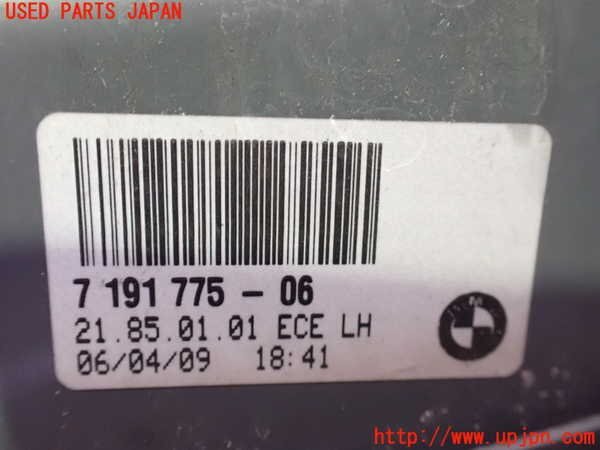 USED PARTS JAPAN
7 191 775 - 06
21.85.01.01 ECE LH
06/04/09 18:41
http://www.upjpn.com/